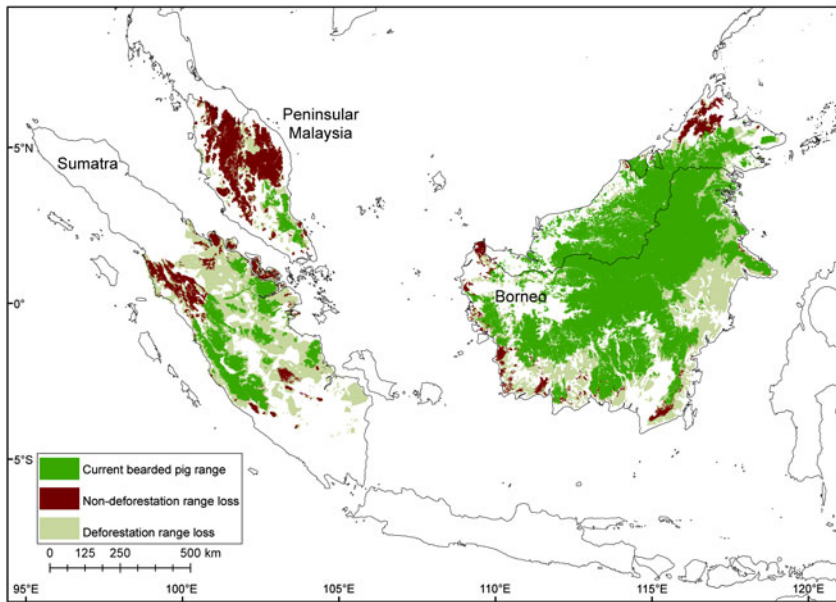 Peninsular
Malaysia
Sumatra
Borneo
5°N
0°
5°S
Current bearded pig range
Non-deforestation range loss
Deforestation range loss
0 125 250 500 km
95°E 100°E 105°E 110°E 115°E 120°E